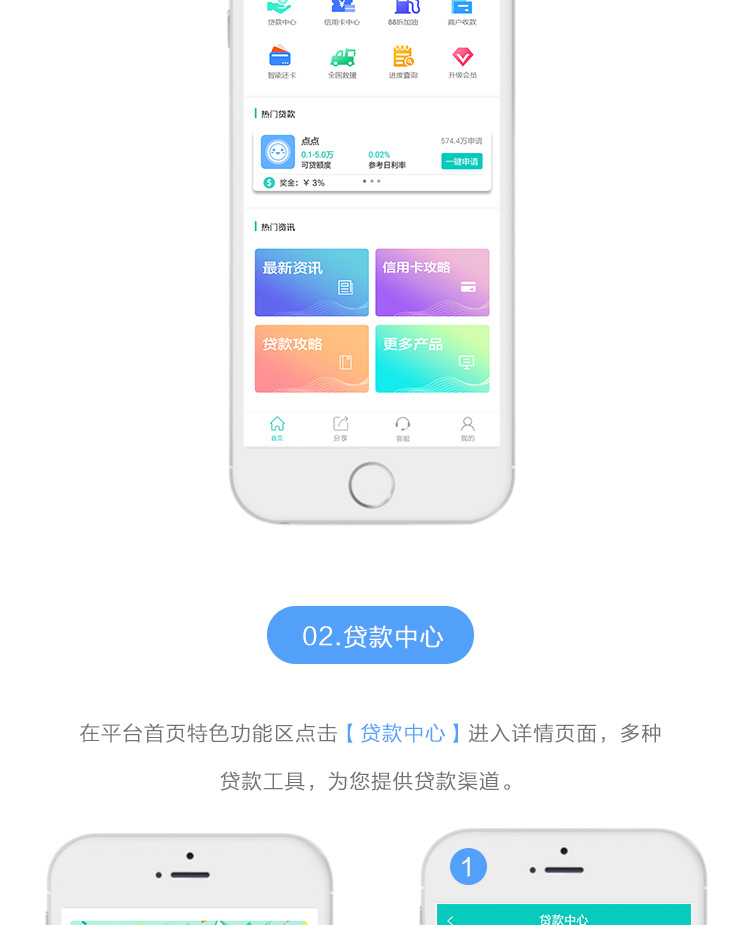 贷款中心 信用卡中心 88折加油 商户收款
智能还卡 全国救援 进度查询 升级会员
热门贷款
点点 574.4万申请
0.1-5.0万 0.02% 一键申请
可贷额度 参考日利率
$ 奖金：￥3%
热门资讯
最新资讯 信用卡攻略
贷款攻略 更多产品
首页 分享 客服 我的
02.贷款中心
在平台首页特色功能区点击【贷款中心】进入详情页面，多种
贷款工具，为您提供贷款渠道。
1
贷款中心